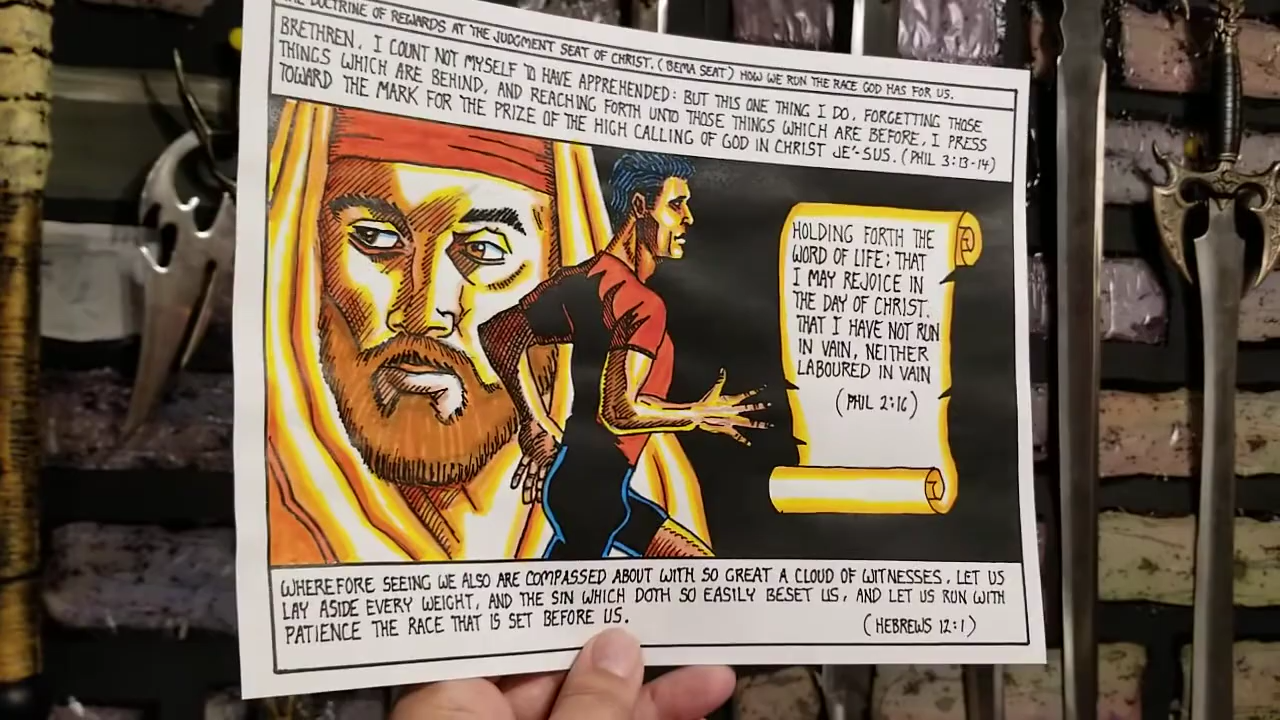 THE DOCTRINE OF REWARDS AT THE JUDGMENT SEAT OF CHRIST. (BEMA SEAT) HOW WE RUN THE RACE GOD HAS FOR US.
BRETHREN, I COUNT NOT MYSELF TO HAVE APPREHENDED: BUT THIS ONE THING I DO, FORGETTING THOSE
THINGS WHICH ARE BEHIND, AND REACHING FORTH UNTO THOSE THINGS WHICH ARE BEFORE, I PRESS
TOWARD THE MARK FOR THE PRIZE OF THE HIGH CALLING OF GOD IN CHRIST JE'-SUS. (PHIL 3:13-14)
HOLDING FORTH THE
WORD OF LIFE; THAT
I MAY REJOICE IN
THE DAY OF CHRIST.
THAT I HAVE NOT RUN
IN VAIN, NEITHER
LABOURED IN VAIN
(PHIL 2:16)
WHEREFORE SEEING WE ALSO ARE COMPASSED ABOUT WITH SO GREAT A CLOUD OF WITNESSES, LET US
LAY ASIDE EVERY WEIGHT, AND THE SIN WHICH DOTH SO EASILY BESET US, AND LET US RUN WITH
PATIENCE THE RACE THAT IS SET BEFORE US. (HEBREWS 12:1)